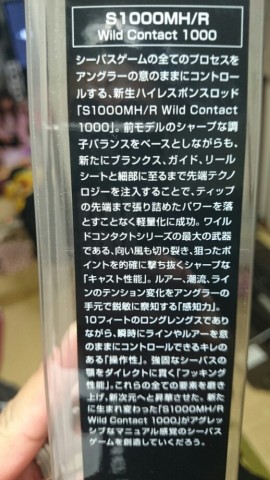 S1000MH/R
Wild Contact 1000
シーバスゲームの全てのプロセスを
アングラーの意のままにコントロー
ルする、新生ハイレスポンスロッド
「S1000MH/R Wild Contact
1000」。前モデルのシャープな調
子バランスをベースとしながらも、
新たにブランクス、ガイド、リール
シートと細部に至るまで先端テクノ
ロジーを注入することで、ティップ
の先端まで張り詰めたパワーを落
とすことなく軽量化に成功。ワイル
ドコンタクトシリーズの最大の武器
である、向い風も切り裂き、狙ったポ
イントを的確に撃ち抜くシャープな
「キャスト性能」。ルアー、潮流、ライ
ンのテンション変化をアングラーの
手元で鋭敏に察知する「感知力」。
10フィートのロングレングスであり
ながら、瞬時にラインやルアーを意
のままにコントロールできるキレの
ある「操作性」。強固なシーバスの
顎をダイレクトに貫く「フッキング
性能」。これらの全ての要素を磨き
上げ、新次元へと昇華させた。新た
に生まれ変わった「S1000MH/R
Wild Contact 1000」がアグレッ
シブなマニュアル感覚のシーバス
ゲームを創造していくだろう。